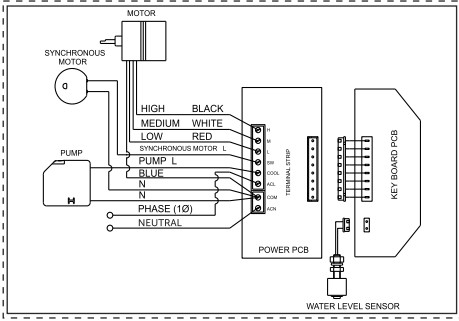 MOTOR
SYNCHRONOUS
MOTOR
HIGH BLACK
MEDIUM WHITE
LOW RED
SYNCHRONOUS MOTOR L
PUMP
PUMP L
BLUE
N
N
PHASE (1Ø)
NEUTRAL
H
M
L
SW
COOL
ACL
COM
ACN
TERMINAL STRIP
POWER PCB
KEY BOARD PCB
WATER LEVEL SENSOR